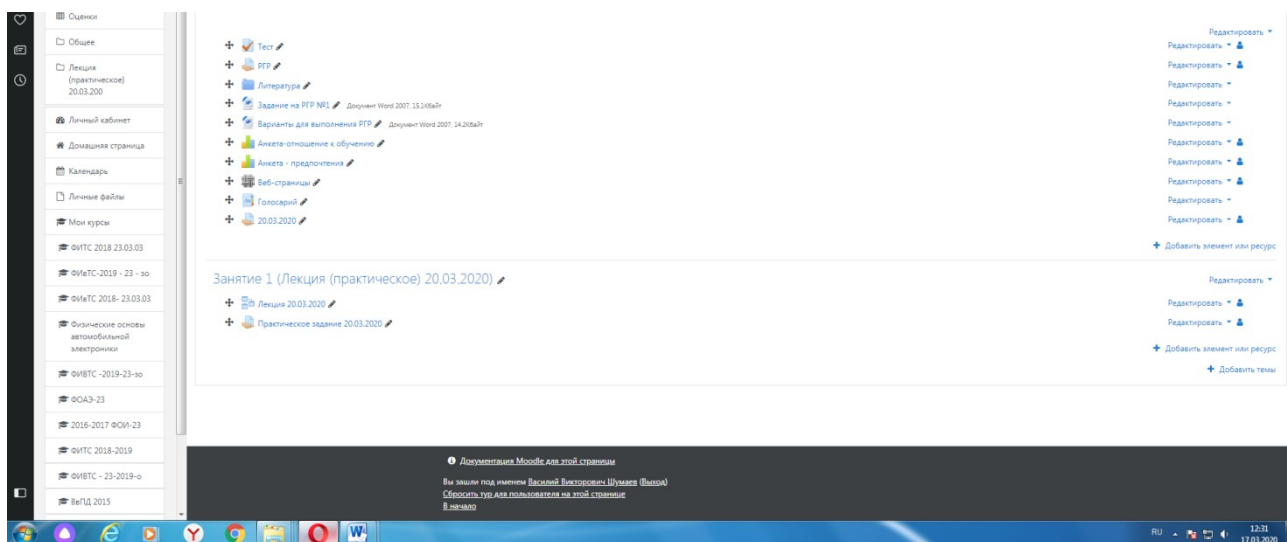 Оценки
Общее
Лекция
(практическое)
20.03.200
Личный кабинет
Домашняя страница
Календарь
Личные файлы
Мои курсы
ФИТС 2018 23.03.03
ФИвТС-2019 - 23 - зо
ФИвТС 2018- 23.03.03
Физические основы
автомобильной
электроники
ФИВТС -2019-23-зо
ФОАЭ-23
2016-2017 ФОИ-23
ФИТС 2018-2019
ФИВТС - 23-2019-о
ВеПД 2015
Редактировать
Тест Редактировать
РГР Редактировать
Литература Редактировать
Задание на РГР №1 Документ Word 2007, 15.1Кбайт Редактировать
Варианты для выполнения РГР Документ Word 2007, 14.2Кбайт Редактировать
Анкета-отношение к обучению Редактировать
Анкета - предпочтения Редактировать
Веб-страницы Редактировать
Голосарий Редактировать
20.03.2020 Редактировать
Добавить элемент или ресурс
Занятие 1 (Лекция (практическое) 20,03,2020) Редактировать
Лекция 20.03.2020 Редактировать
Практическое задание 20.03.2020 Редактировать
Добавить элемент или ресурс
Добавить темы
Документация Moodle для этой страницы
Вы зашли под именем Василий Викторович Шумаев (Выход)
Сбросить тур для пользователя на этой странице
В начало
RU 12:31
17.03.2020